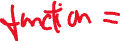 function =